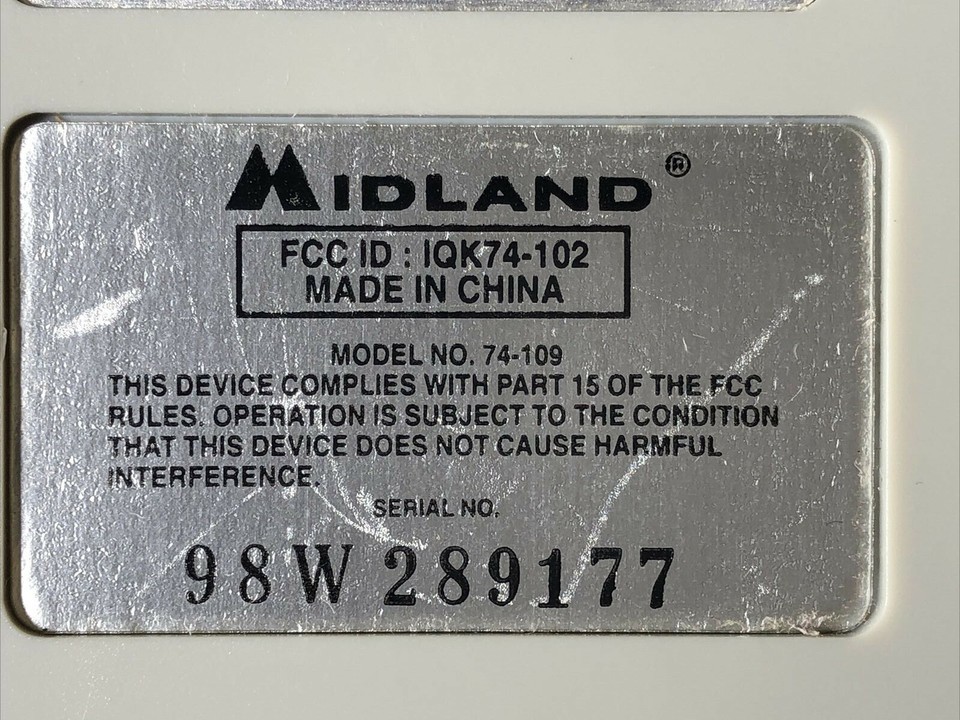 MIDLAND®
FCC ID : IQK74-102
MADE IN CHINA
MODEL NO. 74-109
THIS DEVICE COMPLIES WITH PART 15 OF THE FCC
RULES. OPERATION IS SUBJECT TO THE CONDITION
THAT THIS DEVICE DOES NOT CAUSE HARMFUL
INTERFERENCE.
SERIAL NO.
98W 289177